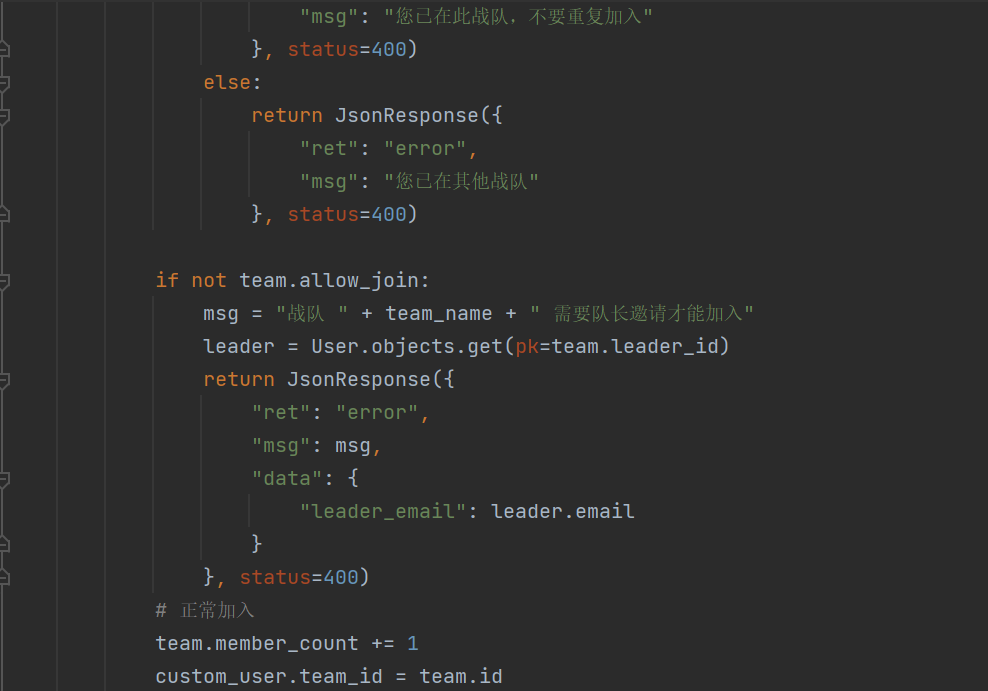 "msg": "您已在此战队，不要重复加入"
}, status=400)
else:
return JsonResponse({
"ret": "error",
"msg": "您已在其他战队"
}, status=400)
if not team.allow_join:
msg = "战队 " + team_name + " 需要队长邀请才能加入"
leader = User.objects.get(pk=team.leader_id)
return JsonResponse({
"ret": "error",
"msg": msg,
"data": {
"leader_email": leader.email
}
}, status=400)
# 正常加入
team.member_count += 1
custom_user.team_id = team.id